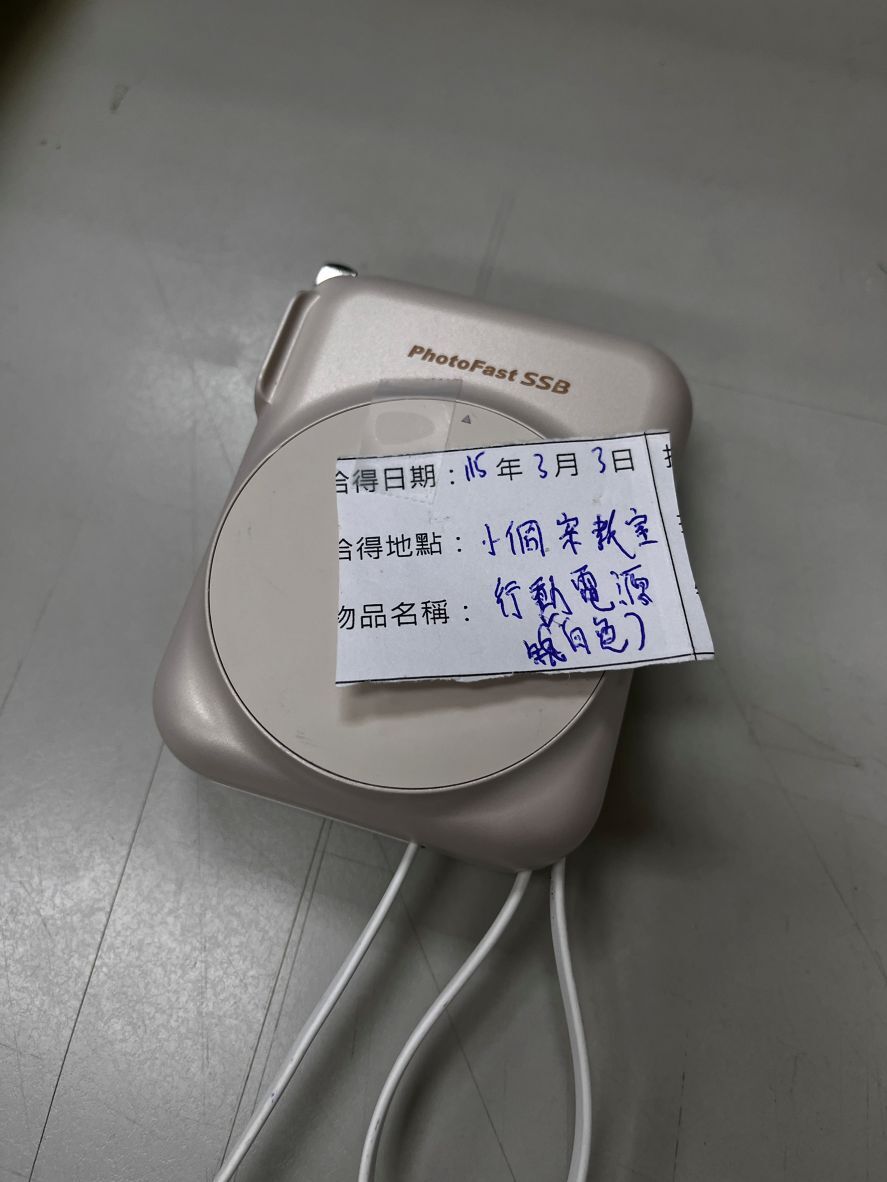 PhotoFast SSB
拾得日期：115年3月3日
拾得地點：小個案教室
物品名稱：行動電源
(白色)